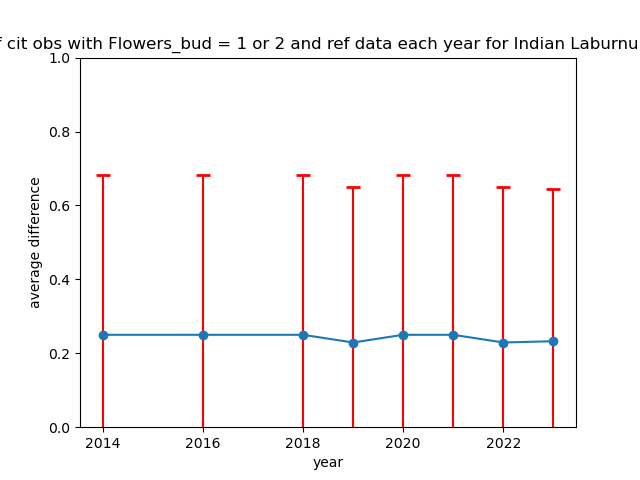 cit obs with Flowers_bud = 1 or 2 and ref data each year for Indian
1.0
0.8
0.6
0.4
0.2
0.0
average difference
2014 2016 2018 2020 2022
year